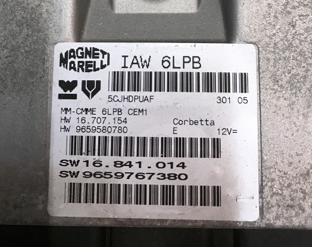 MAGNETI MARELLI IAW 6LPB
5CJHDPUAF 301 05
MM-CMME 6LPB CEM1
HW 16.707.154 Corbetta
HW 9659580780 E 12V=
SW16.841.014
SW9659767380